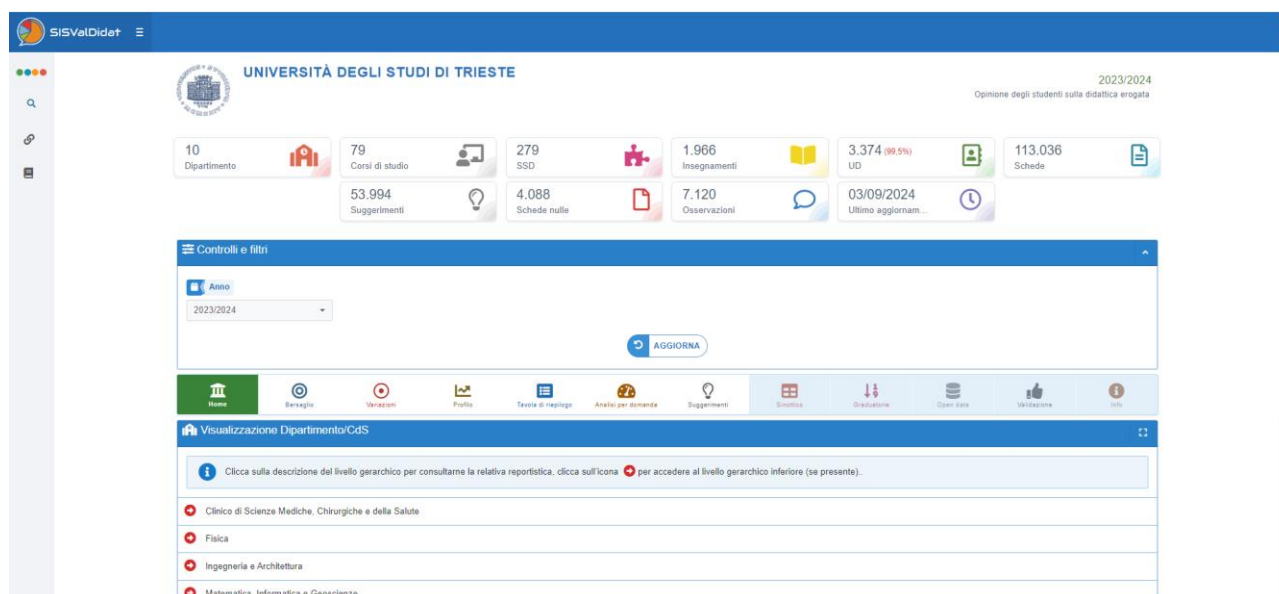 SISValDidat
UNIVERSITÀ DEGLI STUDI DI TRIESTE
2023/2024
Opinione degli studenti sulla didattica erogata
10
Dipartimento
79
Corsi di studio
279
SSD
1.966
Insegnamenti
3.374 (99,5%)
UD
113.036
Schede
53.994
Suggerimenti
4.088
Schede nulle
7.120
Osservazioni
03/09/2024
Ultimo aggiornam...
Controlli e filtri
Anno
2023/2024
AGGIORNA
Home
Bersaglio
Variazioni
Profilo
Tavola di riepilogo
Analisi per domanda
Suggerimenti
Sinottico
Graduatorie
Open data
Validazione
Info
Visualizzazione Dipartimento/CdS
Clicca sulla descrizione del livello gerarchico per consultarne la relativa reportistica, clicca sull'icona per accedere al livello gerarchico inferiore (se presente)..
Clinico di Scienze Mediche, Chirurgiche e della Salute
Fisica
Ingegneria e Architettura
Matematica, Informatica e Geoscienze